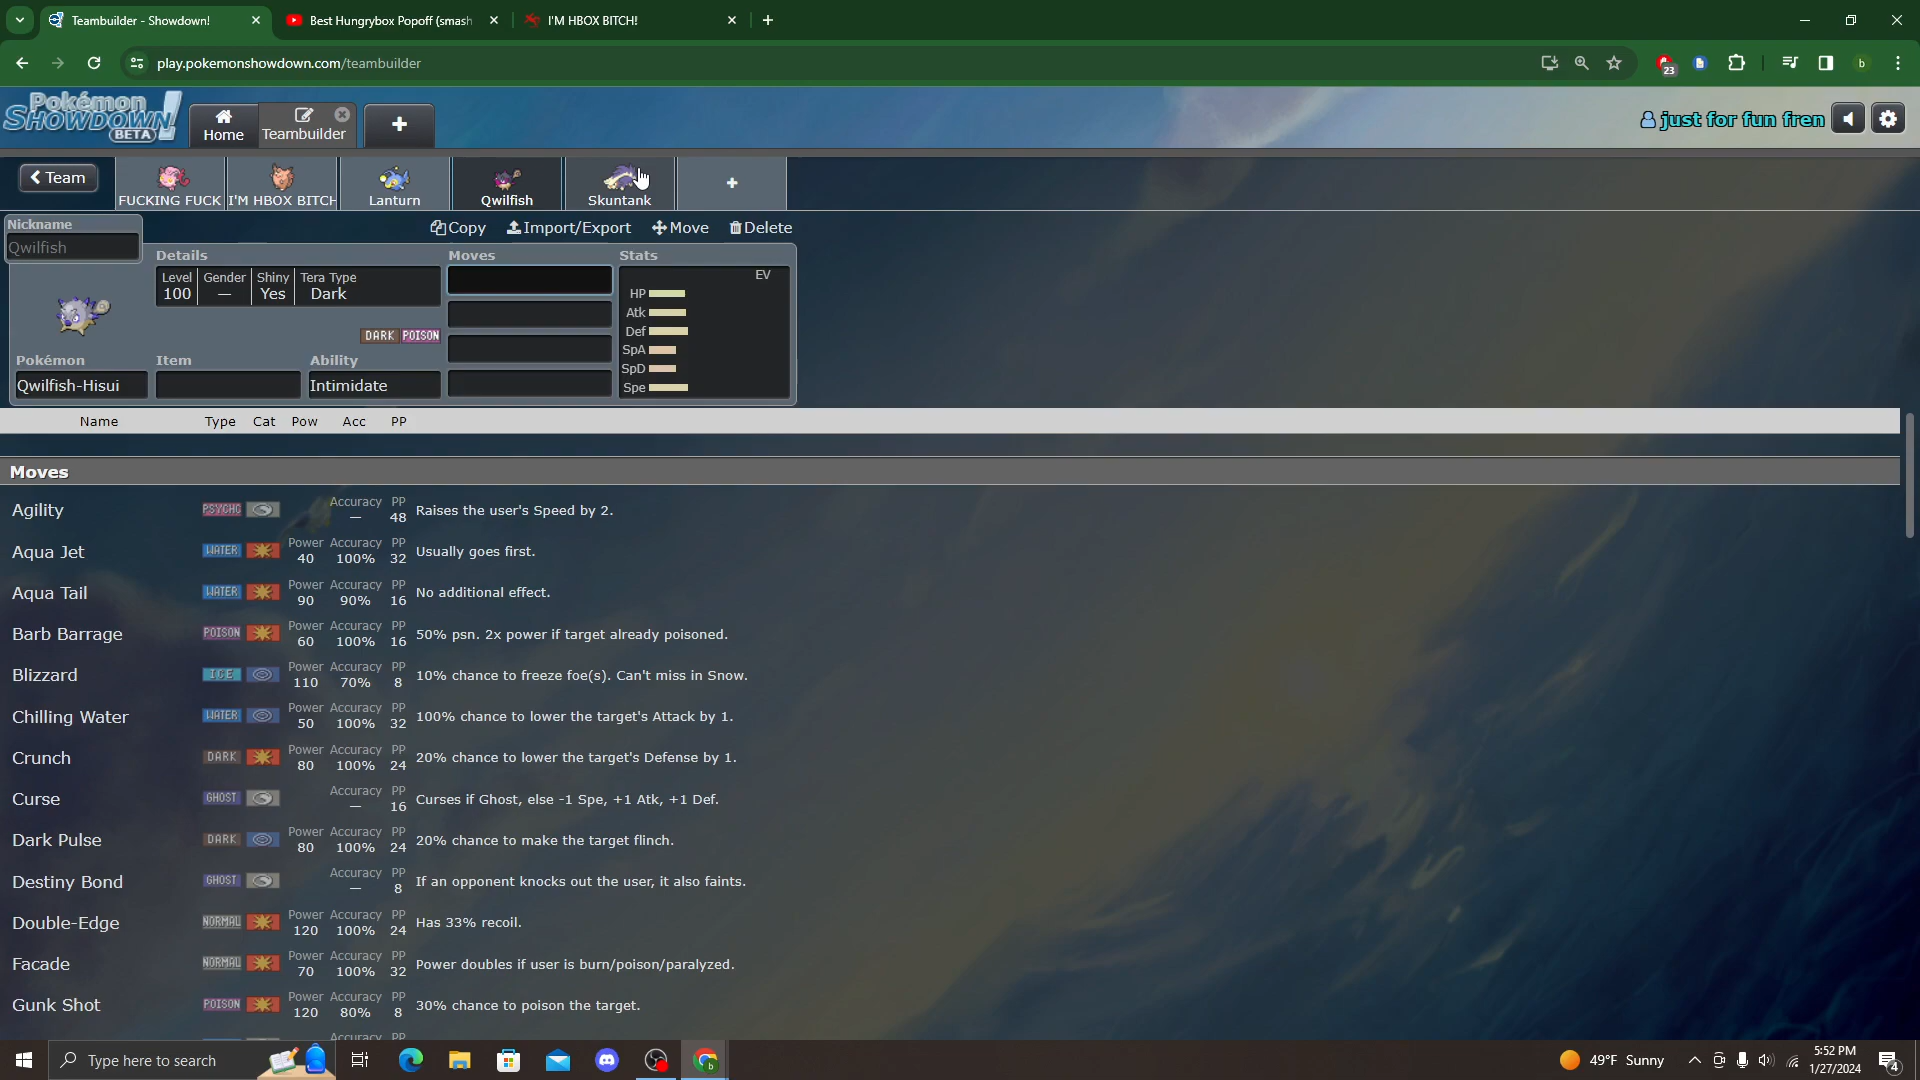 Teambuilder - Showdown!
Best Hungrybox Popoff (smash
I'M HBOX BITCH!
play.pokemonshowdown.com/teambuilder
23
b
Pokémon
SHOWDOWN!
BETA
Home
Teambuilder
+
just for fun fren
Team
FUCKING FUCK
I'M HBOX BITCH
Lanturn
Qwilfish
Skuntank
+
Nickname
Qwilfish
Copy
Import/Export
Move
Delete
Details
Moves
Stats
Level
Gender
Shiny
Tera Type
100
—
Yes
Dark
EV
HP
Atk
Def
SpA
SpD
Spe
DARK
POISON
Pokémon
Item
Ability
Qwilfish-Hisui
Intimidate
Name Type Cat Pow Acc PP
Moves
Accuracy PP
Agility PSYCHC — 48 Raises the user's Speed by 2.
Power Accuracy PP
Aqua Jet WATER 40 100% 32 Usually goes first.
Power Accuracy PP
Aqua Tail WATER 90 90% 16 No additional effect.
Power Accuracy PP
Barb Barrage POISON 60 100% 16 50% psn. 2x power if target already poisoned.
Power Accuracy PP
Blizzard ICE 110 70% 8 10% chance to freeze foe(s). Can't miss in Snow.
Power Accuracy PP
Chilling Water WATER 50 100% 32 100% chance to lower the target's Attack by 1.
Power Accuracy PP
Crunch DARK 80 100% 24 20% chance to lower the target's Defense by 1.
Accuracy PP
Curse GHOST — 16 Curses if Ghost, else -1 Spe, +1 Atk, +1 Def.
Power Accuracy PP
Dark Pulse DARK 80 100% 24 20% chance to make the target flinch.
Accuracy PP
Destiny Bond GHOST — 8 If an opponent knocks out the user, it also faints.
Power Accuracy PP
Double-Edge NORMAL 120 100% 24 Has 33% recoil.
Power Accuracy PP
Facade NORMAL 70 100% 32 Power doubles if user is burn/poison/paralyzed.
Power Accuracy PP
Gunk Shot POISON 120 80% 8 30% chance to poison the target.
Accuracy PP
Type here to search
49°F Sunny
5:52 PM
1/27/2024
4